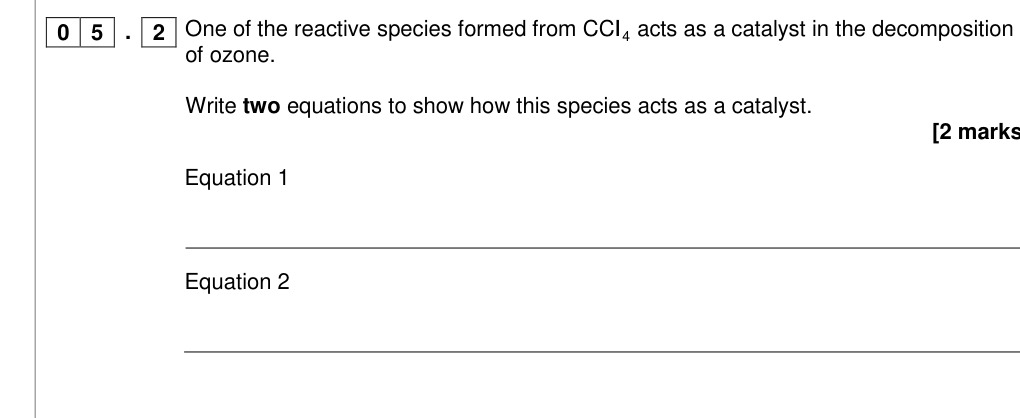 0 5 . 2 One of the reactive species formed from CCl₄ acts as a catalyst in the decomposition
of ozone.
Write two equations to show how this species acts as a catalyst.
[2 marks
Equation 1
Equation 2